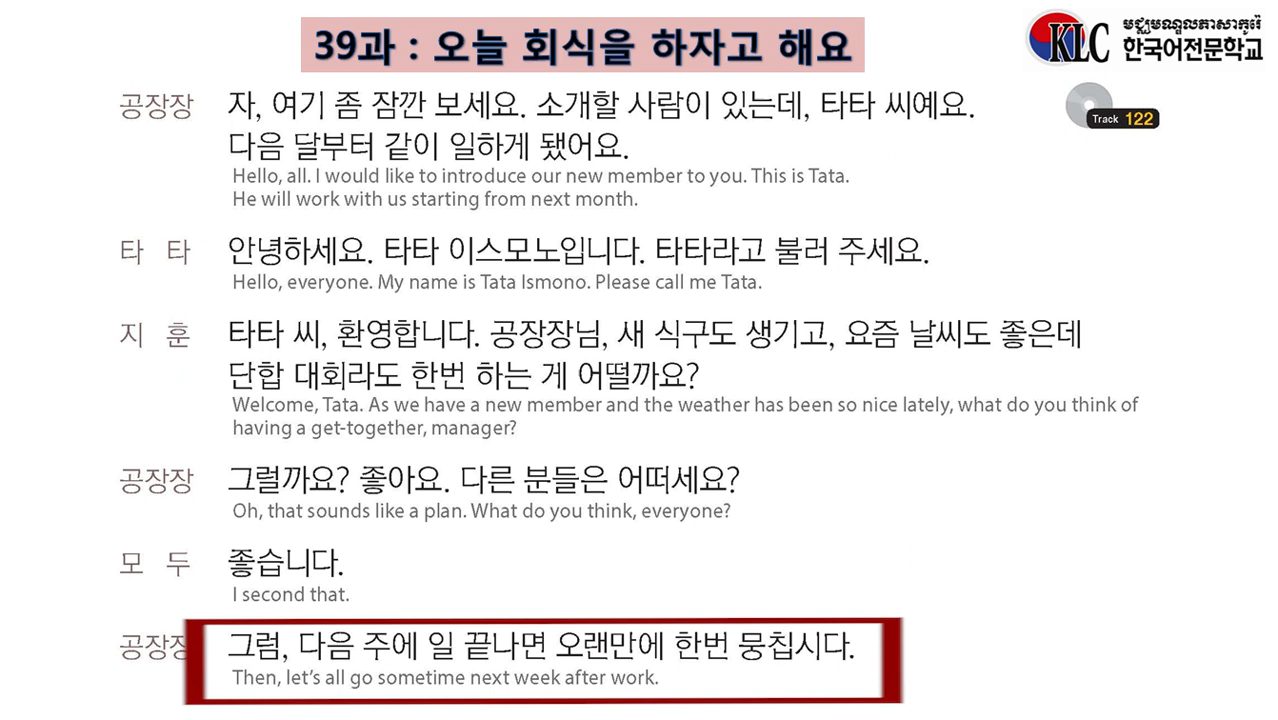 39과 : 오늘 회식을 하자고 해요
KLC មជ្ឈមណ្ឌលភាសាកូរ៉េ
한국어전문학교
Track 122
공장장 자, 여기 좀 잠깐 보세요. 소개할 사람이 있는데, 타타 씨예요.
다음 달부터 같이 일하게 됐어요.
Hello, all. I would like to introduce our new member to you. This is Tata.
He will work with us starting from next month.
타 타 안녕하세요. 타타 이스모노입니다. 타타라고 불러 주세요.
Hello, everyone. My name is Tata Ismono. Please call me Tata.
지 훈 타타 씨, 환영합니다. 공장장님, 새 식구도 생기고, 요즘 날씨도 좋은데
단합 대회라도 한번 하는 게 어떨까요?
Welcome, Tata. As we have a new member and the weather has been so nice lately, what do you think of
having a get-together, manager?
공장장 그럴까요? 좋아요. 다른 분들은 어떠세요?
Oh, that sounds like a plan. What do you think, everyone?
모 두 좋습니다.
I second that.
공장장 그럼, 다음 주에 일 끝나면 오랜만에 한번 뭉칩시다.
Then, let's all go sometime next week after work.